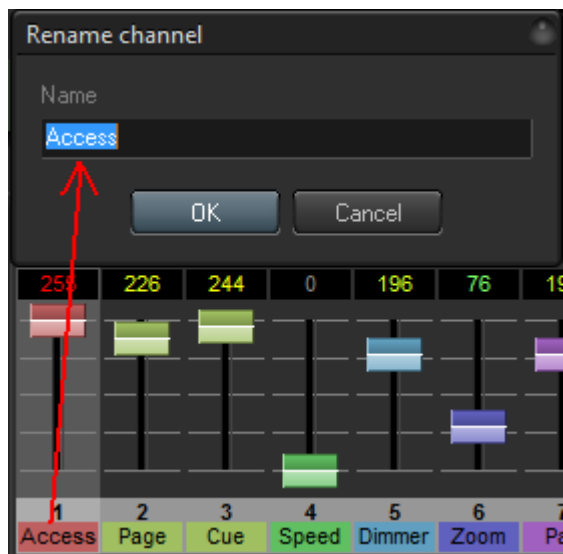 Rename channel
Name
Access
OK Cancel
255 226 244 0 196 76
1 2 3 4 5 6
Access Page Cue Speed Dimmer Zoom